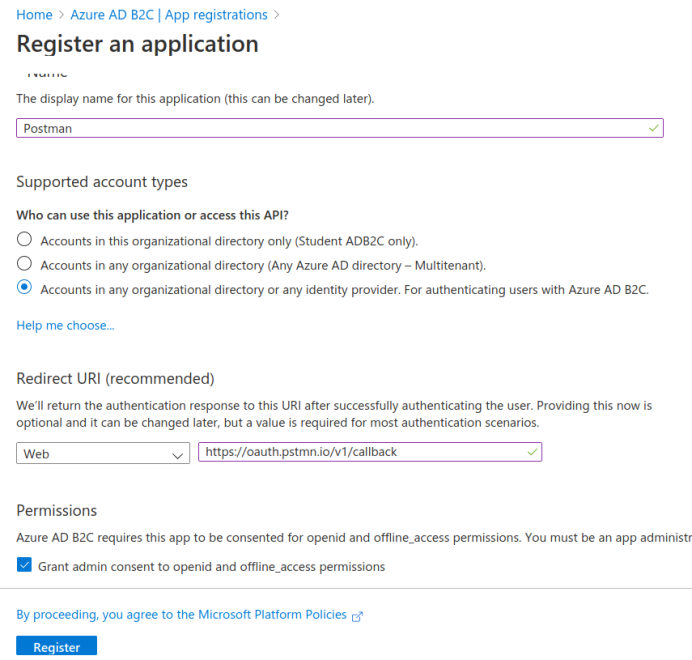 Home > Azure AD B2C | App registrations >
Register an application
The display name for this application (this can be changed later).
Postman
Supported account types
Who can use this application or access this API?
Accounts in this organizational directory only (Student ADB2C only).
Accounts in any organizational directory (Any Azure AD directory – Multitenant).
Accounts in any organizational directory or any identity provider. For authenticating users with Azure AD B2C.
Help me choose...
Redirect URI (recommended)
We'll return the authentication response to this URI after successfully authenticating the user. Providing this now is
optional and it can be changed later, but a value is required for most authentication scenarios.
Web
https://oauth.pstmn.io/v1/callback
Permissions
Azure AD B2C requires this app to be consented for openid and offline_access permissions. You must be an app administr
Grant admin consent to openid and offline_access permissions
By proceeding, you agree to the Microsoft Platform Policies
Register